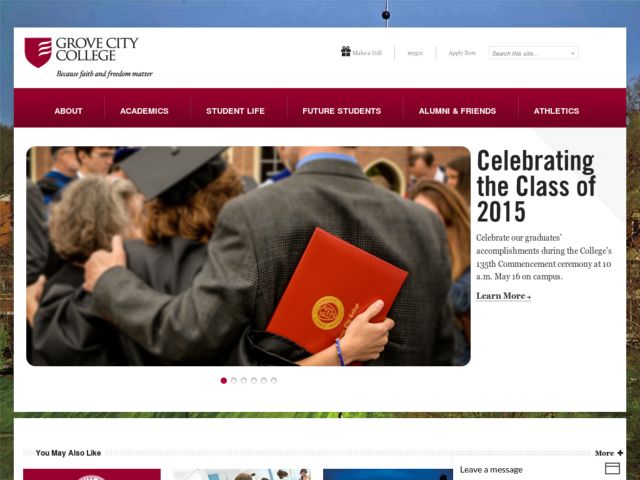 GROVE CITY
COLLEGE
Because faith and freedom matter
Make a Gift
mygcc
Apply Now
Search this site...
ABOUT
ACADEMICS
STUDENT LIFE
FUTURE STUDENTS
ALUMNI & FRIENDS
ATHLETICS
Celebrating
the Class of
2015
Celebrate our graduates'
accomplishments during the College's
135th Commencement ceremony at 10
a.m. May 16 on campus.
Learn More
You May Also Like
More
Leave a message